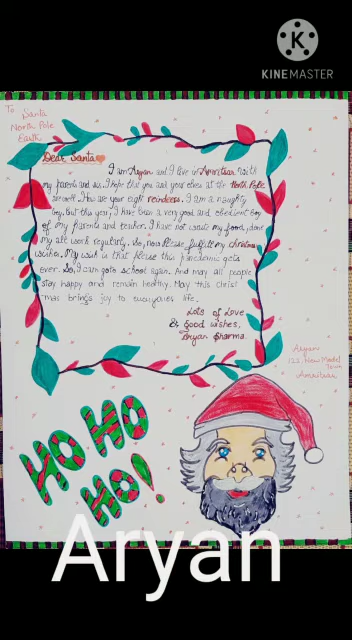 KINEMASTER
To
Santa
North Pole
Earth
Dear Santa
I am Aryan and I live in Amritsar with
my parents and sis. I hope that you and your elves at the North Pole
are well. How are your eight reindeers. I am a naughty
boy, But this year, I have been a very good and obedient boy
of my parents and teacher. I have not waste my food, done
my all work regularly. So, now Please fulfill my christmas
wishes. My wish is that Please this pandamic gets
over. So, I can go to school again. And may all people
stay happy and remain healthy. May this Christ
mas brings joy to everyones life.
Lots of Love
& Good wishes,
Aryan Sharma
Aryan
New Model
Town
Amritsar
HO HO
HO!
Aryan